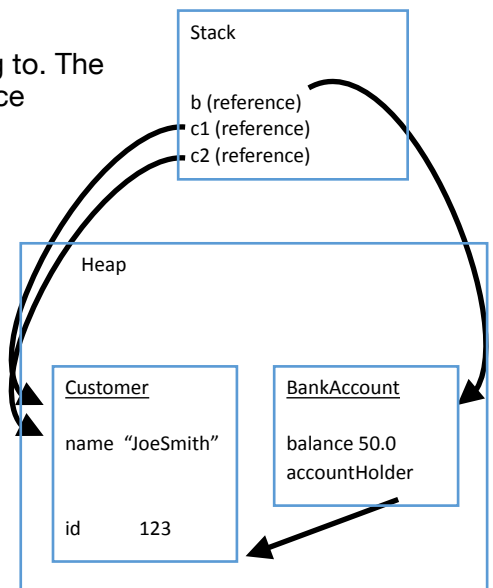 g to. The
ce
Stack
b (reference)
c1 (reference)
c2 (reference)
Heap
Customer
name “JoeSmith”
id 123
BankAccount
balance 50.0
accountHolder